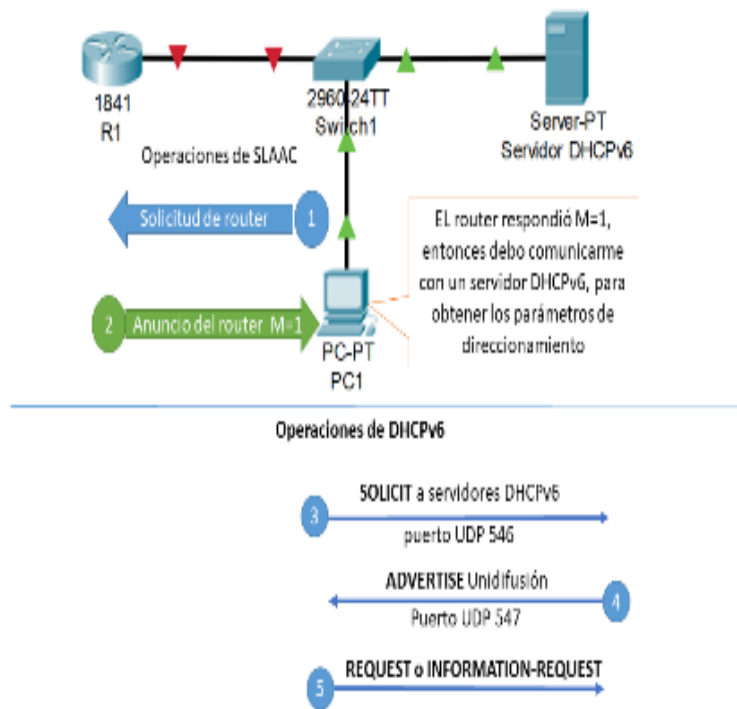 1841
R1
2960-24TT
Switch1
Server-PT
Servidor DHCPv6
Operaciones de SLAAC
Solicitud de router
1
EL router respondió M=1,
entonces debo comunicarme
con un servidor DHCPv6, para
obtener los parámetros de
direccionamiento
2
Anuncio del router M=1
PC-PT
PC1
Operaciones de DHCPv6
3
SOLICIT a servidores DHCPv6
puerto UDP 546
ADVERTISE Unidifusión
Puerto UDP 547
4
5
REQUEST o INFORMATION-REQUEST